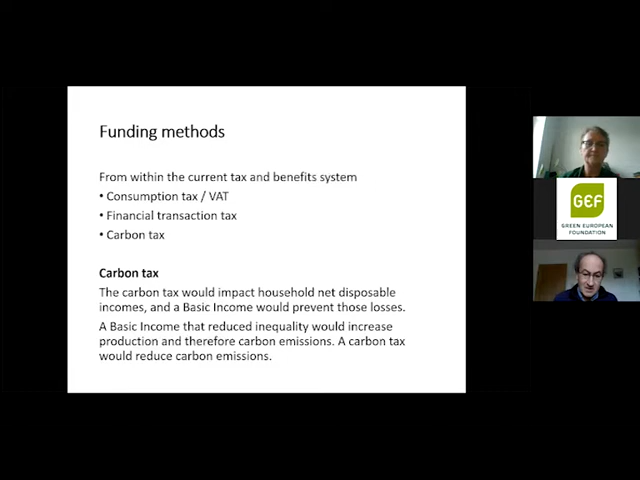 Funding methods
From within the current tax and benefits system
• Consumption tax / VAT
• Financial transaction tax
• Carbon tax
Carbon tax
The carbon tax would impact household net disposable
incomes, and a Basic Income would prevent those losses.
A Basic Income that reduced inequality would increase
production and therefore carbon emissions. A carbon tax
would reduce carbon emissions.
GEF
GREEN EUROPEAN
FOUNDATION